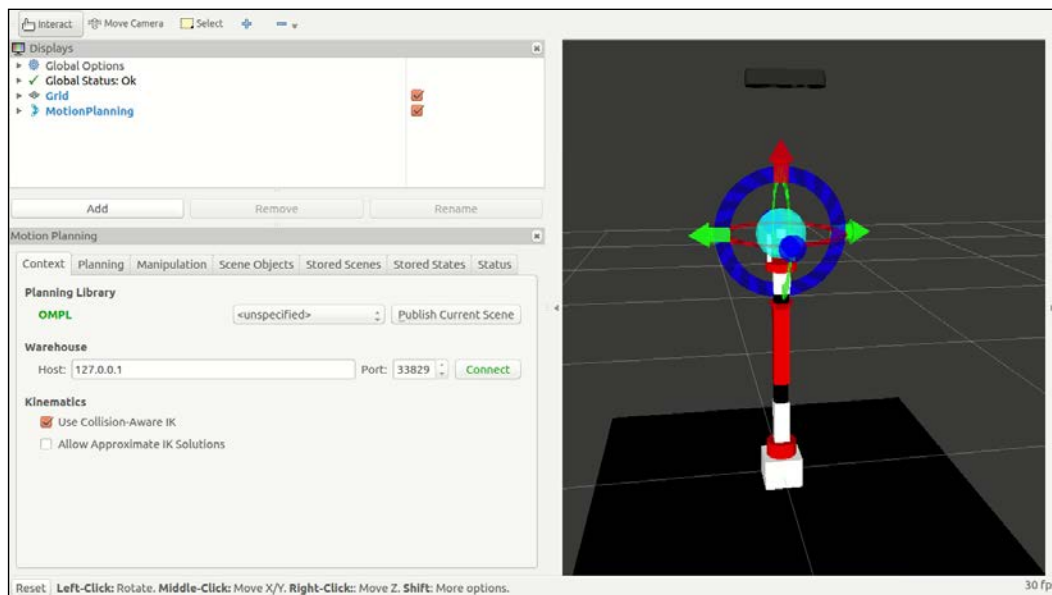 Interact Move Camera Select
Displays
Global Options
Global Status: Ok
Grid
MotionPlanning
Add Remove Rename
Motion Planning
Context Planning Manipulation Scene Objects Stored Scenes Stored States Status
Planning Library
OMPL <unspecified> Publish Current Scene
Warehouse
Host: 127.0.0.1 Port: 33829 Connect
Kinematics
Use Collision-Aware IK
Allow Approximate IK Solutions
Reset Left-Click: Rotate. Middle-Click: Move X/Y. Right-Click:: Move Z. Shift: More options. 30 fp